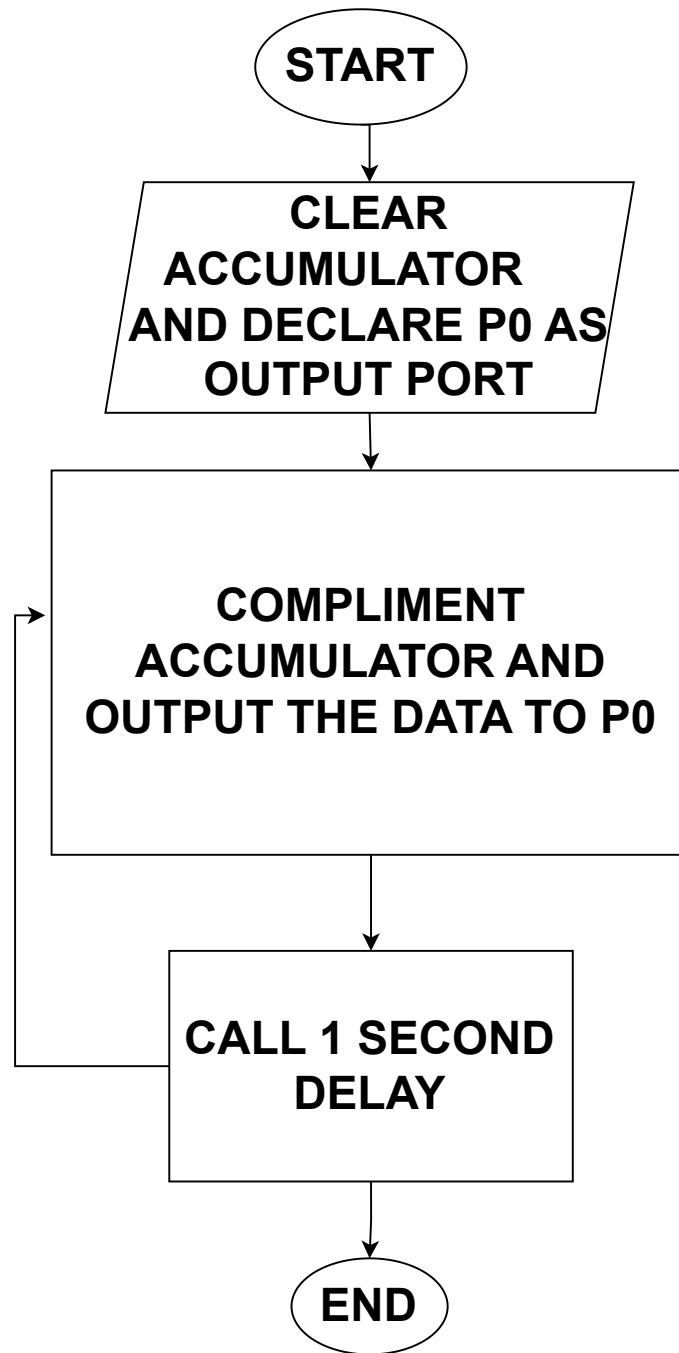 START
CLEAR
ACCUMULATOR
AND DECLARE P0 AS
OUTPUT PORT
COMPLIMENT
ACCUMULATOR AND
OUTPUT THE DATA TO P0
CALL 1 SECOND
DELAY
END